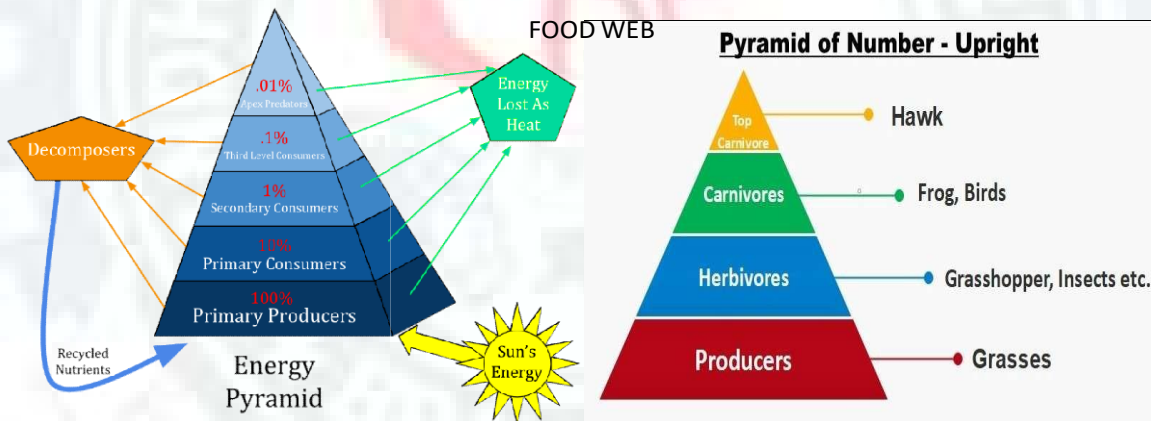 FOOD WEB
.01%
Apex Predators
.1%
Third Level Consumers
1%
Secondary Consumers
10%
Primary Consumers
100%
Primary Producers
Decomposers
Energy
Lost As
Heat
Recycled
Nutrients
Sun's
Energy
Energy
Pyramid
Pyramid of Number - Upright
Top
Carnivore
Hawk
Carnivores
Frog, Birds
Herbivores
Grasshopper, Insects etc.
Producers
Grasses